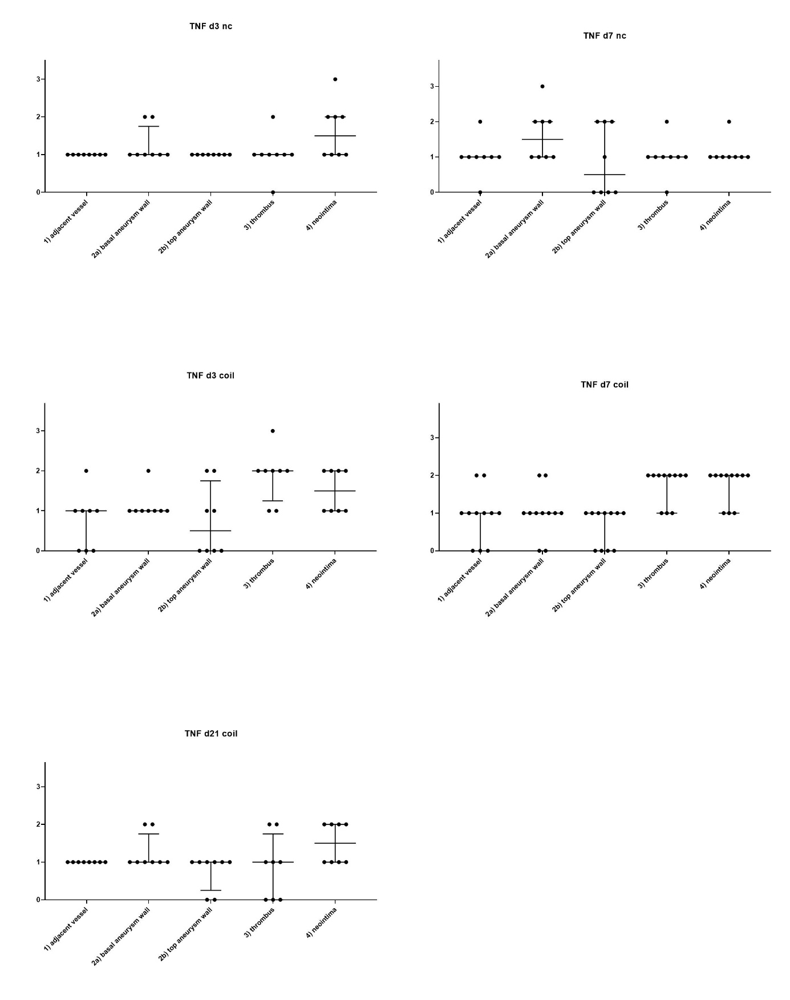 TNF d3 nc
3
2
1
0
1) adjacent vessel
2a) basal aneurysm wall
2b) top aneurysm wall
3) thrombus
4) neointima
TNF d7 nc
3
2
1
0
1) adjacent vessel
2a) basal aneurysm wall
2b) top aneurysm wall
3) thrombus
4) neointima
TNF d3 coil
3
2
1
0
1) adjacent vessel
2a) basal aneurysm wall
2b) top aneurysm wall
3) thrombus
4) neointima
TNF d7 coil
3
2
1
0
1) adjacent vessel
2a) basal aneurysm wall
2b) top aneurysm wall
3) thrombus
4) neointima
TNF d21 coil
3
2
1
0
1) adjacent vessel
2a) basal aneurysm wall
2b) top aneurysm wall
3) thrombus
4) neointima